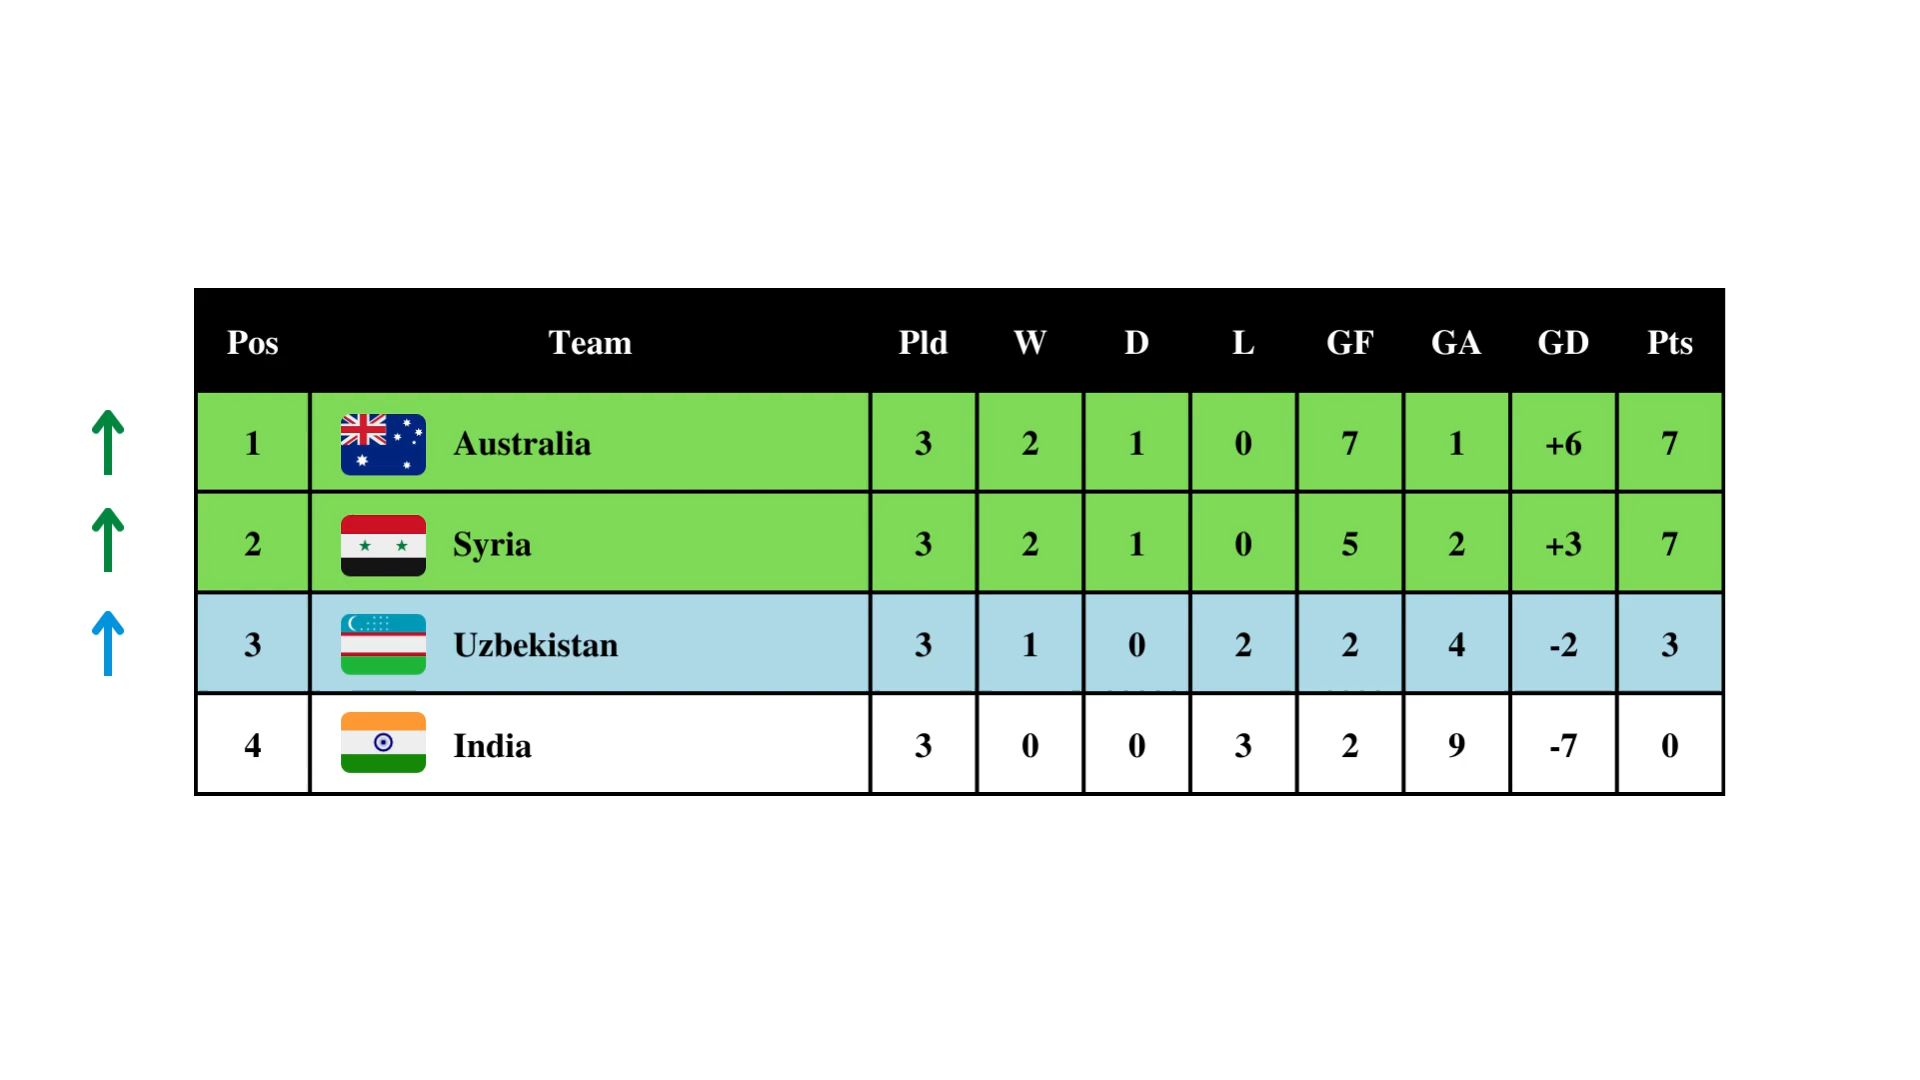 Pos Team Pld W D L GF GA GD Pts
1 Australia 3 2 1 0 7 1 +6 7
2 Syria 3 2 1 0 5 2 +3 7
3 Uzbekistan 3 1 0 2 2 4 -2 3
4 India 3 0 0 3 2 9 -7 0